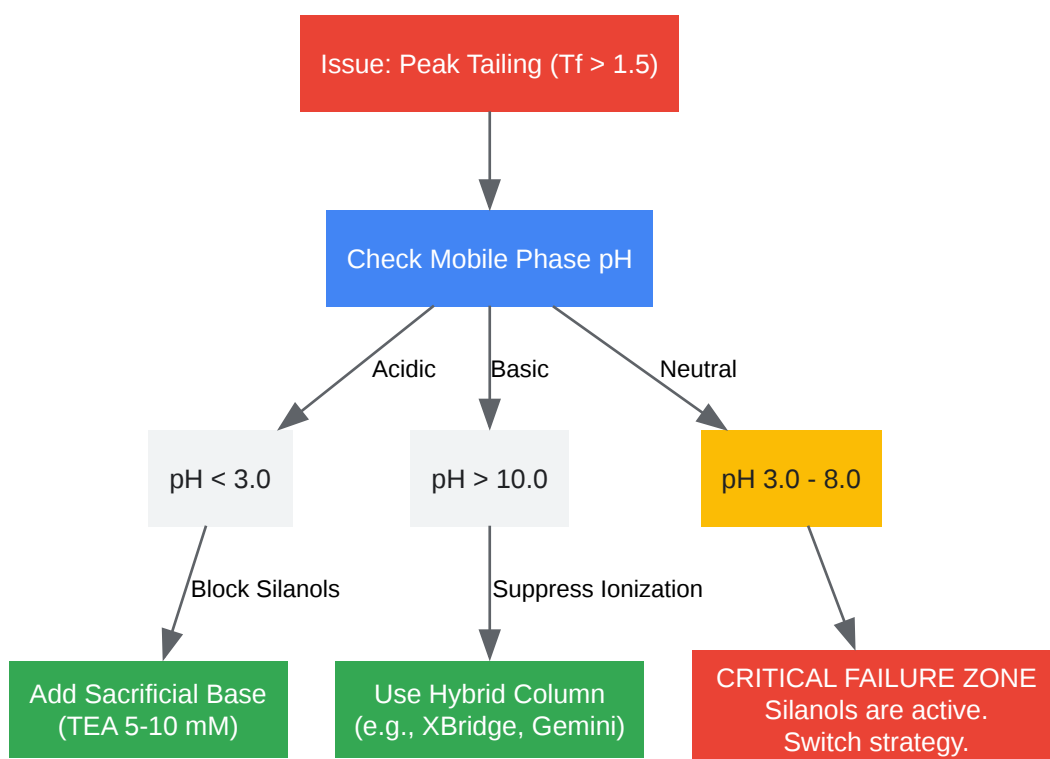 Issue: Peak Tailing (Tf > 1.5)
Check Mobile Phase pH
Acidic
Basic
Neutral
pH < 3.0
pH > 10.0
pH 3.0 - 8.0
Block Silanols
Suppress Ionization
Add Sacrificial Base
(TEA 5-10 mM)
Use Hybrid Column
(e.g., XBridge, Gemini)
CRITICAL FAILURE ZONE
Silanols are active.
Switch strategy.